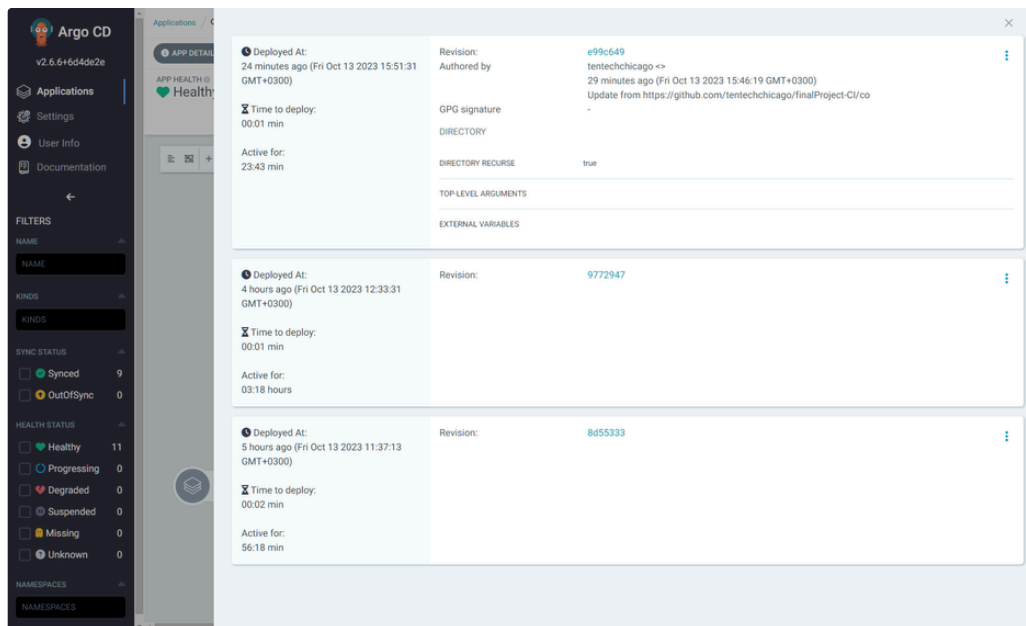 Argo CD
v2.6.6+6d4de2e
Applications
Settings
User Info
Documentation
FILTERS
NAME
NAME
KINDS
KINDS
SYNC STATUS
Synced 9
OutOfSync 0
HEALTH STATUS
Healthy 11
Progressing 0
Degraded 0
Suspended 0
Missing 0
Unknown 0
NAMESPACES
NAMESPACES
Applications /
APP DETAIL
APP HEALTH
Healthy
Deployed At:
24 minutes ago (Fri Oct 13 2023 15:51:31
GMT+0300)
Time to deploy:
00:01 min
Active for:
23:43 min
Revision: e99c649
Authored by tentechchicago <>
29 minutes ago (Fri Oct 13 2023 15:46:19 GMT+0300)
Update from https://github.com/tentechchicago/finalProject-CI/co
GPG signature -
DIRECTORY
DIRECTORY RECURSE true
TOP-LEVEL ARGUMENTS
EXTERNAL VARIABLES
Deployed At:
4 hours ago (Fri Oct 13 2023 12:33:31
GMT+0300)
Time to deploy:
00:01 min
Active for:
03:18 hours
Revision: 9772947
Deployed At:
5 hours ago (Fri Oct 13 2023 11:37:13
GMT+0300)
Time to deploy:
00:02 min
Active for:
56:18 min
Revision: 8d55333